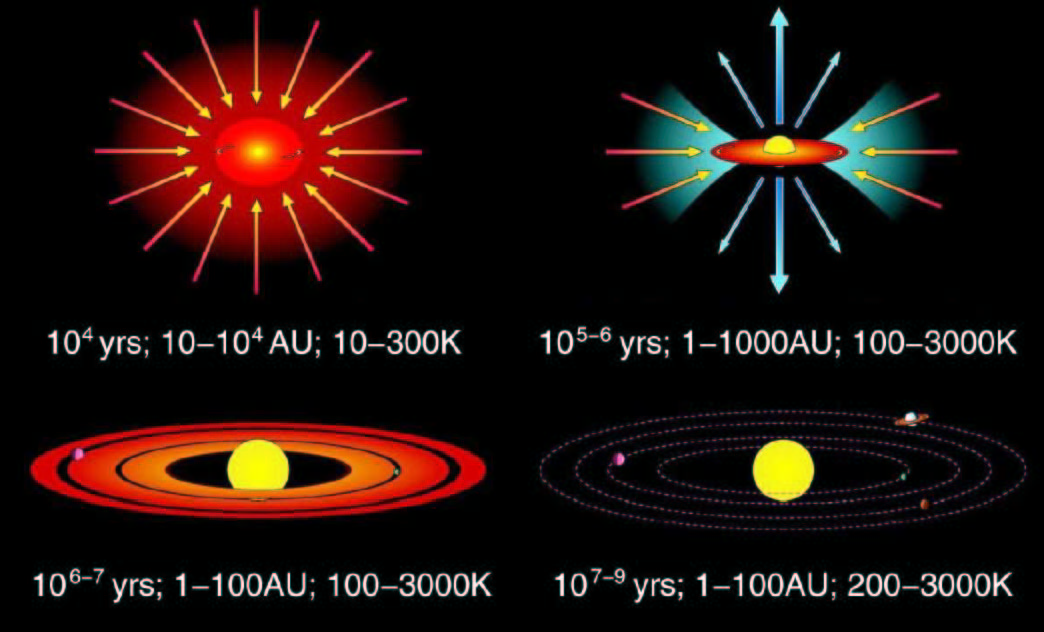 10⁴ yrs; 10–10⁴ AU; 10–300K
10⁵⁻⁶ yrs; 1–1000AU; 100–3000K
10⁶⁻⁷ yrs; 1–100AU; 100–3000K
10⁷⁻⁹ yrs; 1–100AU; 200–3000K